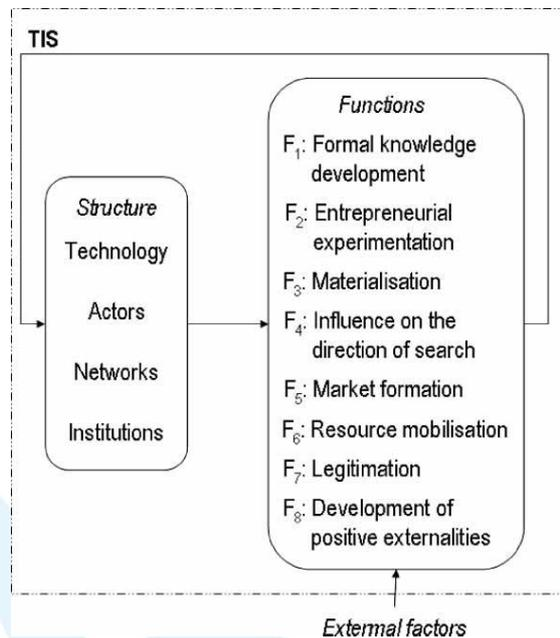 TIS
Structure
Technology
Actors
Networks
Institutions
Functions
F₁: Formal knowledge
development
F₂: Entrepreneurial
experimentation
F₃: Materialisation
F₄: Influence on the
direction of search
F₅: Market formation
F₆: Resource mobilisation
F₇: Legitimation
F₈: Development of
positive externalities
Extermal factors